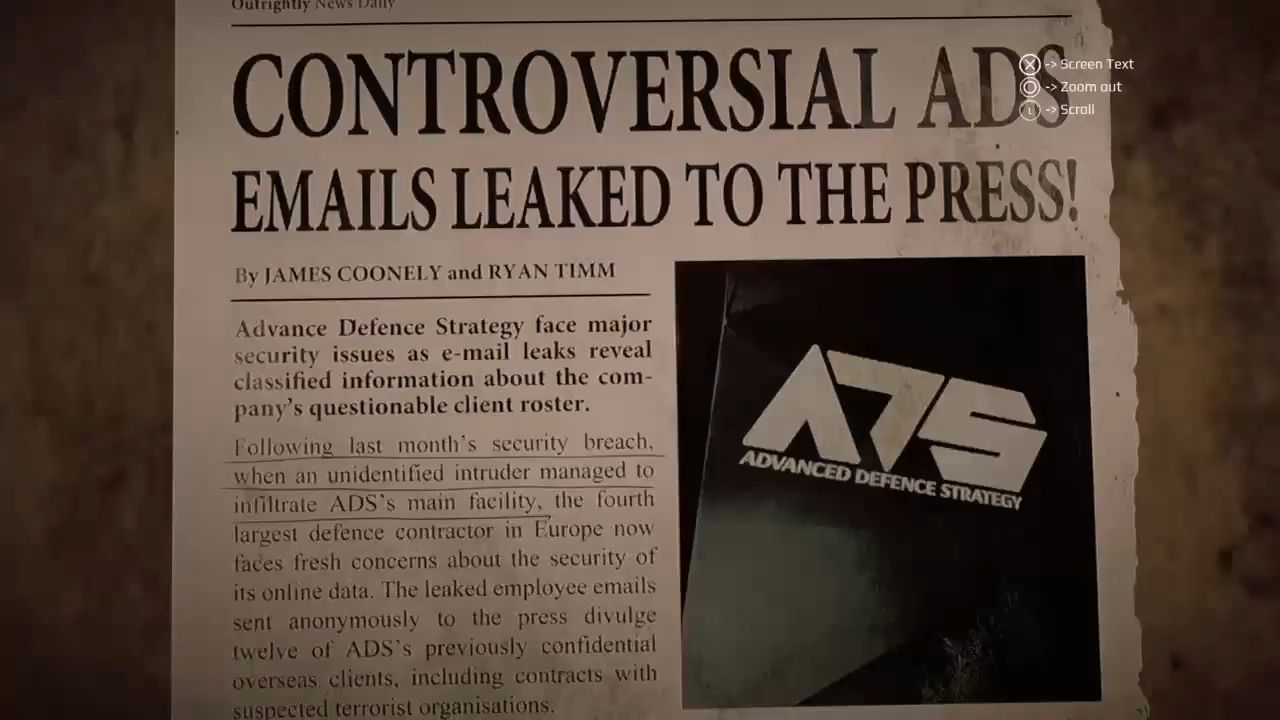 Outrightly News Daily
CONTROVERSIAL ADS
EMAILS LEAKED TO THE PRESS!
By JAMES COONELY and RYAN TIMM
Advance Defence Strategy face major
security issues as e-mail leaks reveal
classified information about the com-
pany's questionable client roster.
Following last month's security breach,
when an unidentified intruder managed to
infiltrate ADS's main facility, the fourth
largest defence contractor in Europe now
faces fresh concerns about the security of
its online data. The leaked employee emails
sent anonymously to the press divulge
twelve of ADS's previously confidential
overseas clients, including contracts with
suspected terrorist organisations.
ADS
ADVANCED DEFENCE STRATEGY
X -> Screen Text
O -> Zoom out
L -> Scroll